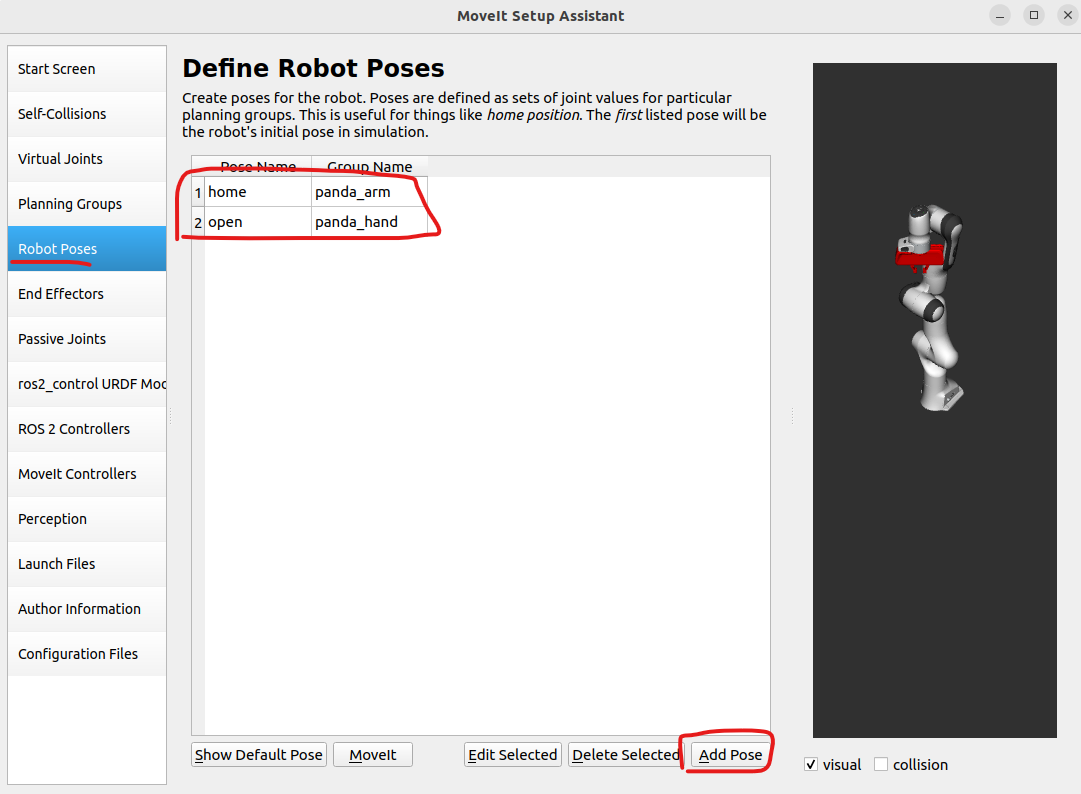 MoveIt Setup Assistant
Start Screen
Self-Collisions
Virtual Joints
Planning Groups
Robot Poses
End Effectors
Passive Joints
ros2_control URDF Moc
ROS 2 Controllers
MoveIt Controllers
Perception
Launch Files
Author Information
Configuration Files
Define Robot Poses
Create poses for the robot. Poses are defined as sets of joint values for particular
planning groups. This is useful for things like home position. The first listed pose will be
the robot's initial pose in simulation.
Pose Name Group Name
1 home panda_arm
2 open panda_hand
Show Default Pose MoveIt Edit Selected Delete Selected Add Pose
visual collision